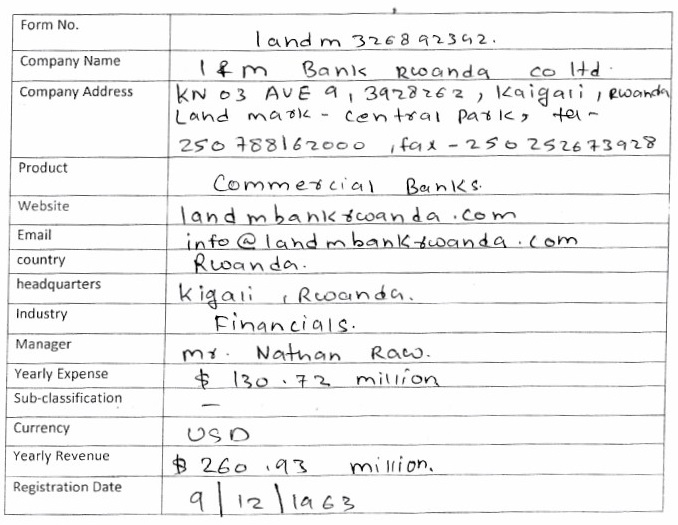 Form No.
landm 326892342.
Company Name
I & m Bank Rwanda co ltd.
Company Address
KN 03 AVE 9, 3928262, Kaigali, Rwanda
Land mark - central Park, tel -
250 788162000, fax - 250 252673928
Product
Commercial Banks.
Website
landmbankrwanda.com
Email
info@landmbankrwanda.com
country
Rwanda.
headquarters
Kigali, Rwanda.
Industry
Financials.
Manager
mr. Nathan Raw.
Yearly Expense
$ 130.72 million
Sub-classification
—
Currency
USD
Yearly Revenue
$ 260.93 million.
Registration Date
9/12/1963